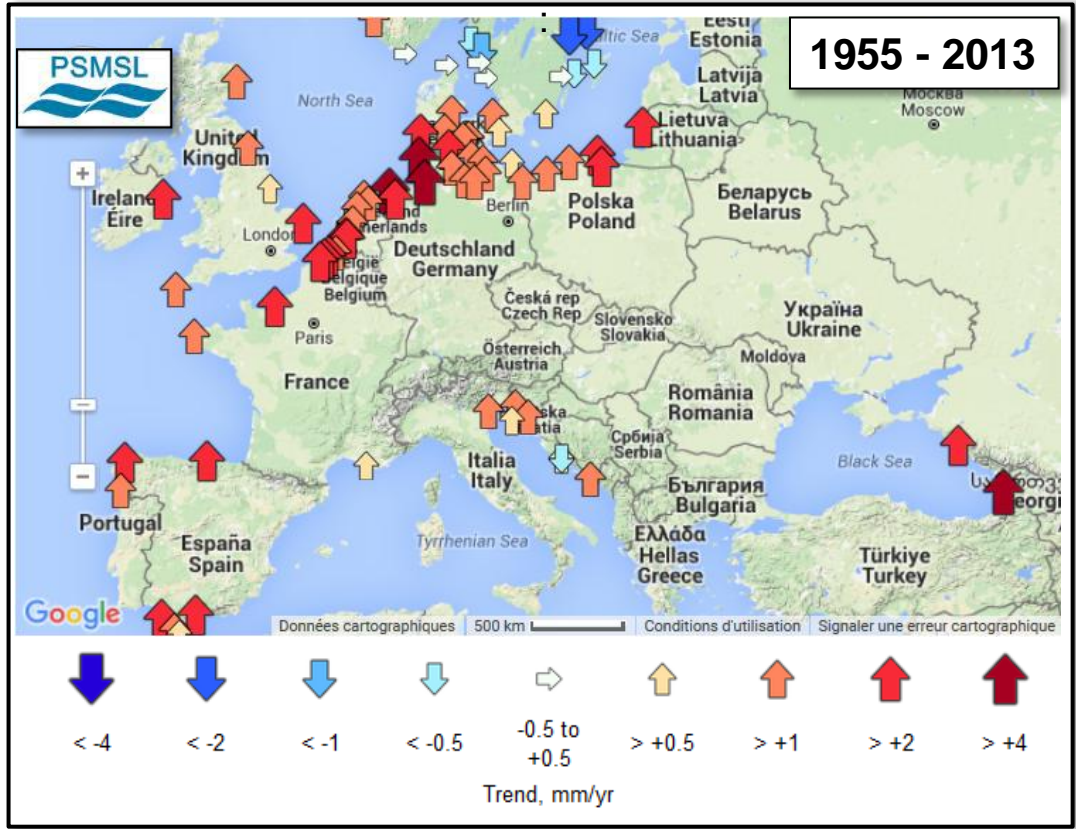 1955 - 2013
PSMSL
Eesti
Estonia
ltic Sea
Latvija
Latvia
Москва
Moscow
North Sea
Lietuva
Lithuania
United
Kingdom
Беларусь
Belarus
Ireland
Éire
Berlin
Polska
Poland
London
Deutschland
Germany
België
Belgique
Belgium
Česká rep
Czech Rep
Slovensko
Slovakia
Україна
Ukraine
Paris
Österreich
Austria
Moldova
France
România
Romania
Србија
Serbia
Italia
Italy
Black Sea
България
Bulgaria
Portugal
España
Spain
Tyrrhenian Sea
Ελλάδα
Hellas
Greece
Türkiye
Turkey
Google
Données cartographiques
500 km
Conditions d'utilisation
Signaler une erreur cartographique
< -4
< -2
< -1
< -0.5
-0.5 to
+0.5
> +0.5
> +1
> +2
> +4
Trend, mm/yr